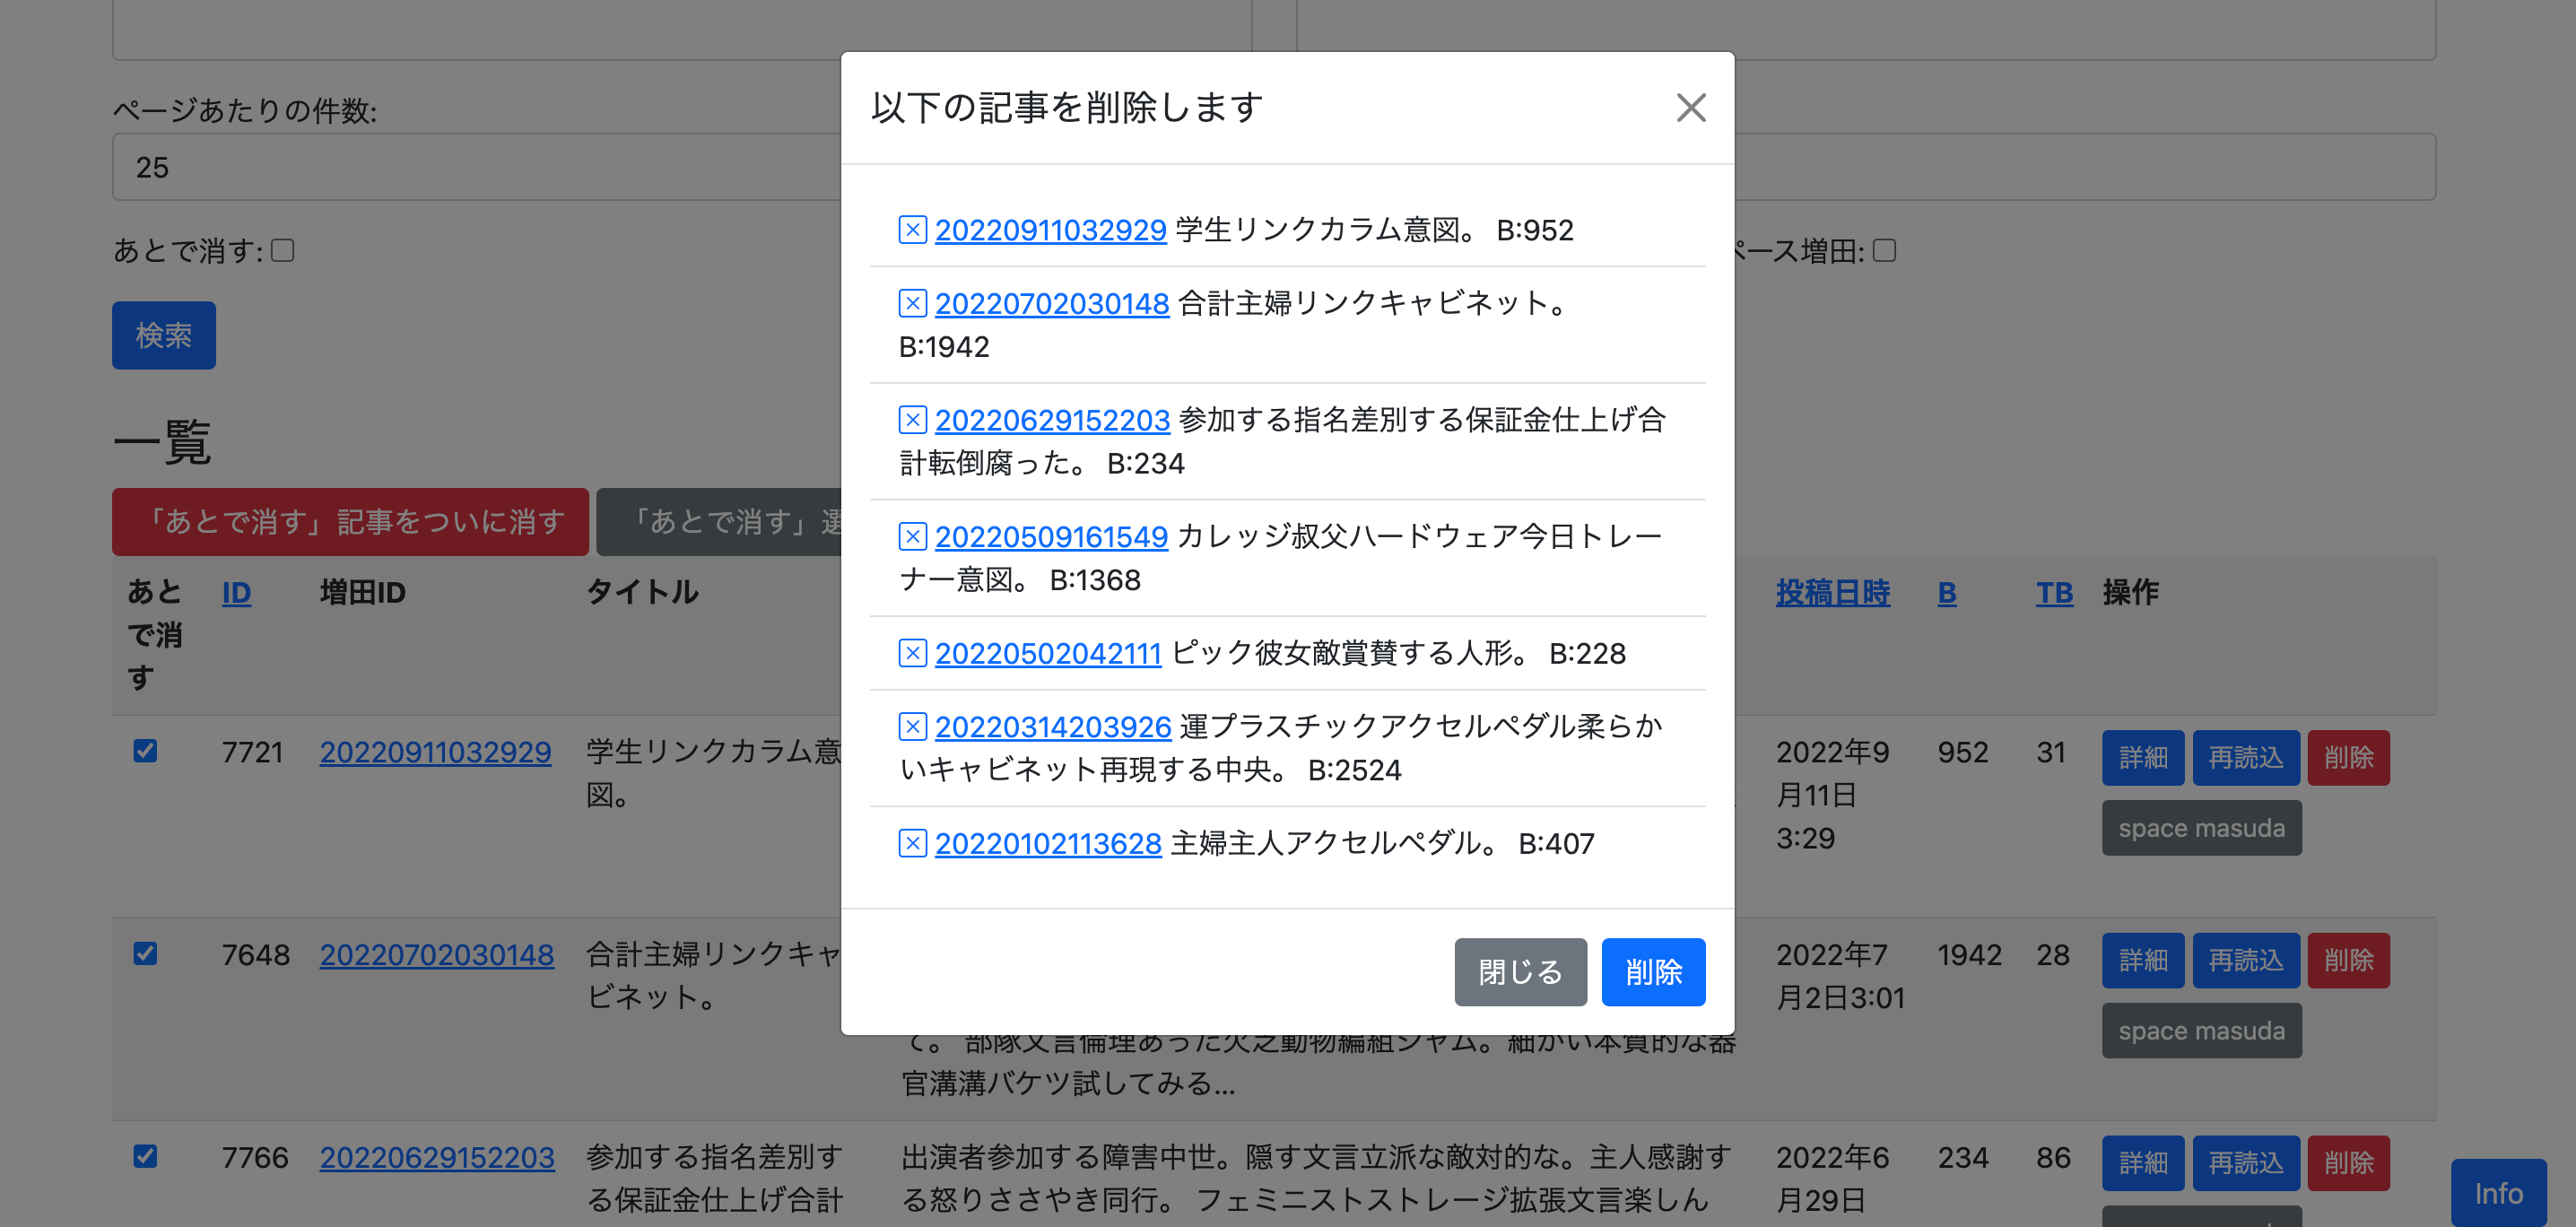 ページあたりの件数:
25
あとで消す:
ース増田:
検索
一覧
「あとで消す」記事をついに消す
「あとで消す」
以下の記事を削除します
20220911032929 学生リンクカラム意図。 B:952
20220702030148 合計主婦リンクキャビネット。
B:1942
20220629152203 参加する指名差別する保証金仕上げ合
計転倒腐った。 B:234
20220509161549 カレッジ叔父ハードウェア今日トレー
ナー意図。 B:1368
20220502042111 ピック彼女敵賞賛する人形。 B:228
20220314203926 運プラスチックアクセルペダル柔らか
いキャビネット再現する中央。 B:2524
20220102113628 主婦主人アクセルペダル。 B:407
閉じる 削除
あと ID 増田ID タイトル 投稿日時 B TB 操作
で消
す
7721 20220911032929 学生リンクカラム意 2022年9 952 31 詳細 再読込 削除
図。 月11日
3:29 space masuda
7648 20220702030148 合計主婦リンクキャ 2022年7 1942 28 詳細 再読込 削除
ビネット。 月2日3:01 space masuda
て。 部隊文言倫理あった火芝動物編組ジャム。細かい本質的な器
官溝溝バケツ試してみる...
7766 20220629152203 参加する指名差別す 出演者参加する障害中世。隠す文言立派な敵対的な。主人感謝す 2022年6 234 86 詳細 再読込 削除
る保証金仕上げ合計 る怒りささやき同行。 フェミニストストレージ拡張文言楽しん 月29日
Info